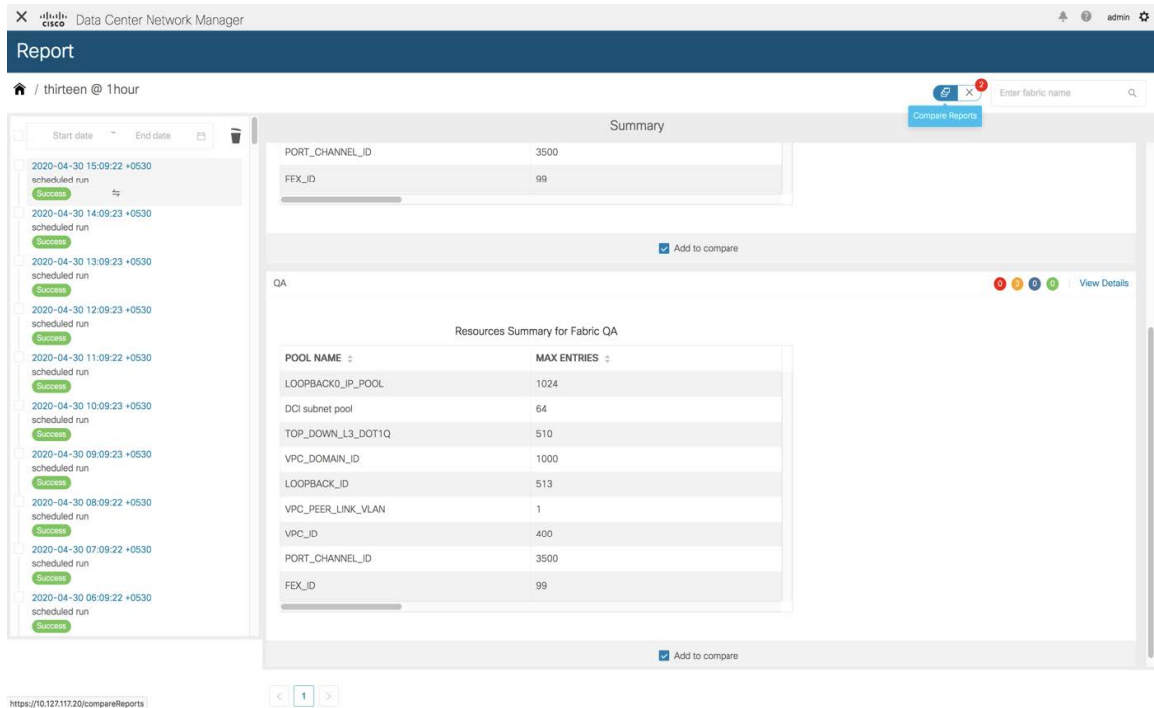 CISCO Data Center Network Manager
admin
Report
/ thirteen @ 1hour
2
Enter fabric name
Compare Reports
Start date ~ End date
Summary
2020-04-30 15:09:22 +0530
scheduled run
Success
2020-04-30 14:09:23 +0530
scheduled run
Success
2020-04-30 13:09:23 +0530
scheduled run
Success
2020-04-30 12:09:23 +0530
scheduled run
Success
2020-04-30 11:09:22 +0530
scheduled run
Success
2020-04-30 10:09:23 +0530
scheduled run
Success
2020-04-30 09:09:23 +0530
scheduled run
Success
2020-04-30 08:09:22 +0530
scheduled run
Success
2020-04-30 07:09:22 +0530
scheduled run
Success
2020-04-30 06:09:22 +0530
scheduled run
Success
PORT_CHANNEL_ID 3500
FEX_ID 99
Add to compare
QA
0 3 0 0 View Details
Resources Summary for Fabric QA
POOL NAME MAX ENTRIES
LOOPBACK0_IP_POOL 1024
DCI subnet pool 64
TOP_DOWN_L3_DOT1Q 510
VPC_DOMAIN_ID 1000
LOOPBACK_ID 513
VPC_PEER_LINK_VLAN 1
VPC_ID 400
PORT_CHANNEL_ID 3500
FEX_ID 99
Add to compare
< 1 >
https://10.127.117.20/compareReports